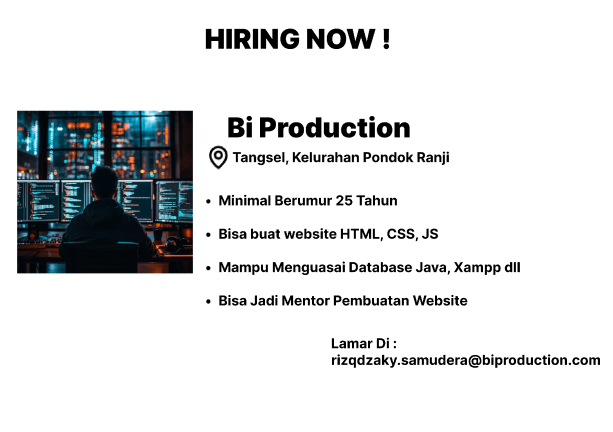 HIRING NOW !
Bi Production
Tangsel, Kelurahan Pondok Ranji
• Minimal Berumur 25 Tahun
• Bisa buat website HTML, CSS, JS
• Mampu Menguasai Database Java, Xampp dll
• Bisa Jadi Mentor Pembuatan Website
Lamar Di :
rizqdzaky.samudera@biproduction.com